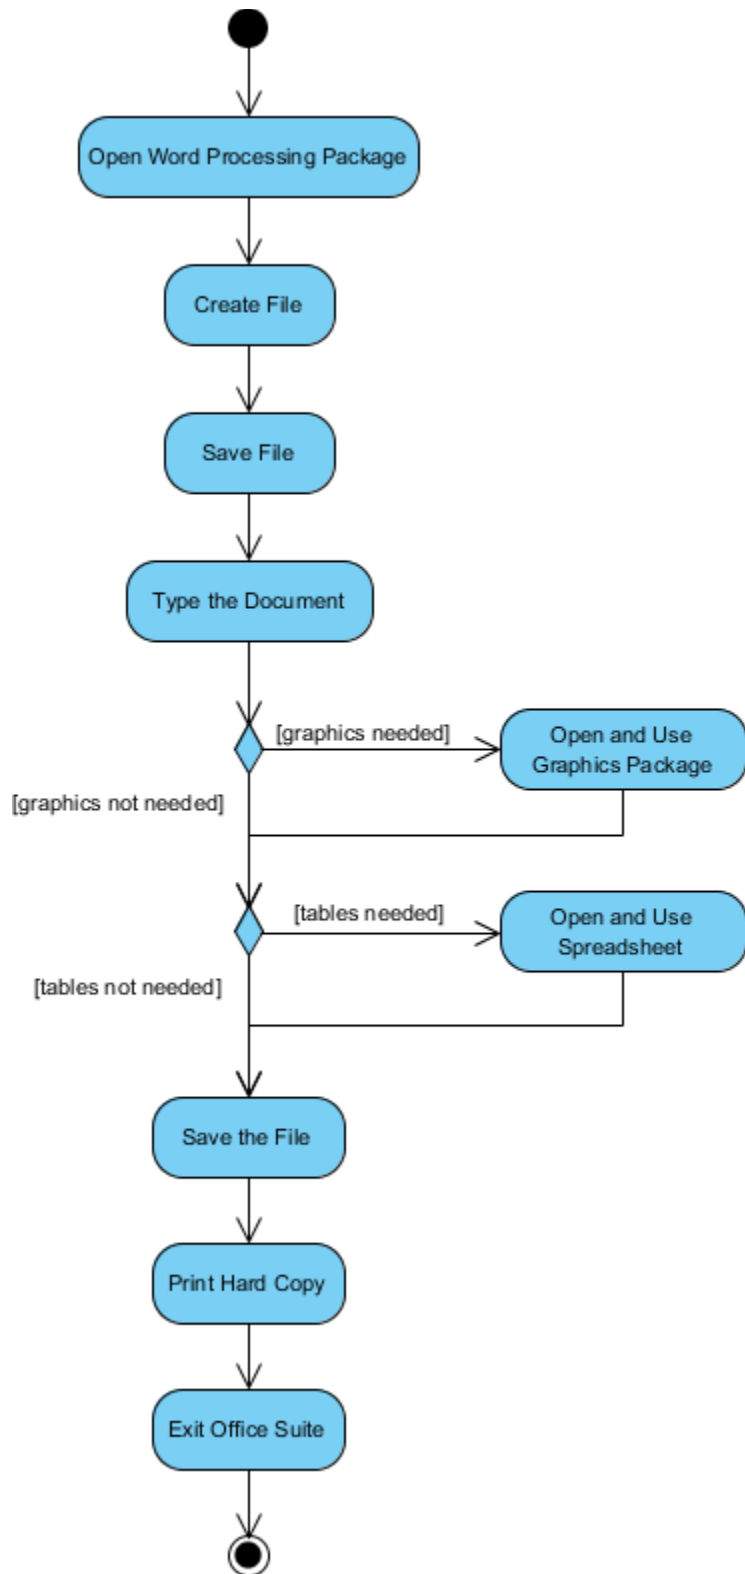 Open Word Processing Package
Create File
Save File
Type the Document
[graphics needed]
Open and Use
Graphics Package
[graphics not needed]
[tables needed]
Open and Use
Spreadsheet
[tables not needed]
Save the File
Print Hard Copy
Exit Office Suite